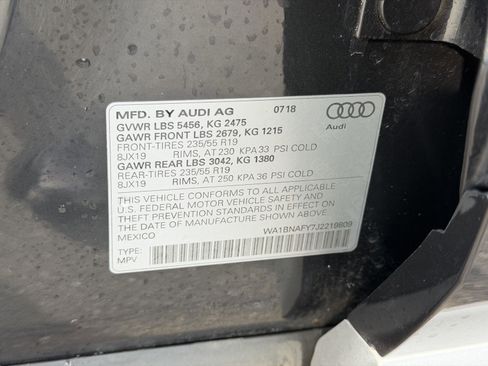 MFD. BY AUDI AG 0718
GVWR LBS 5456, KG 2475
GAWR FRONT LBS 2679, KG 1215
FRONT-TIRES 235/55 R19
8JX19 RIMS, AT 230 KPA 33 PSI COLD
GAWR REAR LBS 3042, KG 1380
REAR-TIRES 235/55 R19
8JX19 RIMS, AT 250 KPA 36 PSI COLD
Audi
THIS VEHICLE CONFORMS TO ALL APPLICABLE
U.S. FEDERAL MOTOR VEHICLE SAFETY AND
THEFT PREVENTION STANDARDS IN EFFECT ON
THE DATE OF MANUFACTURE SHOWN ABOVE
MEXICO
WA1BNAFY7J2219809
TYPE:
MPV